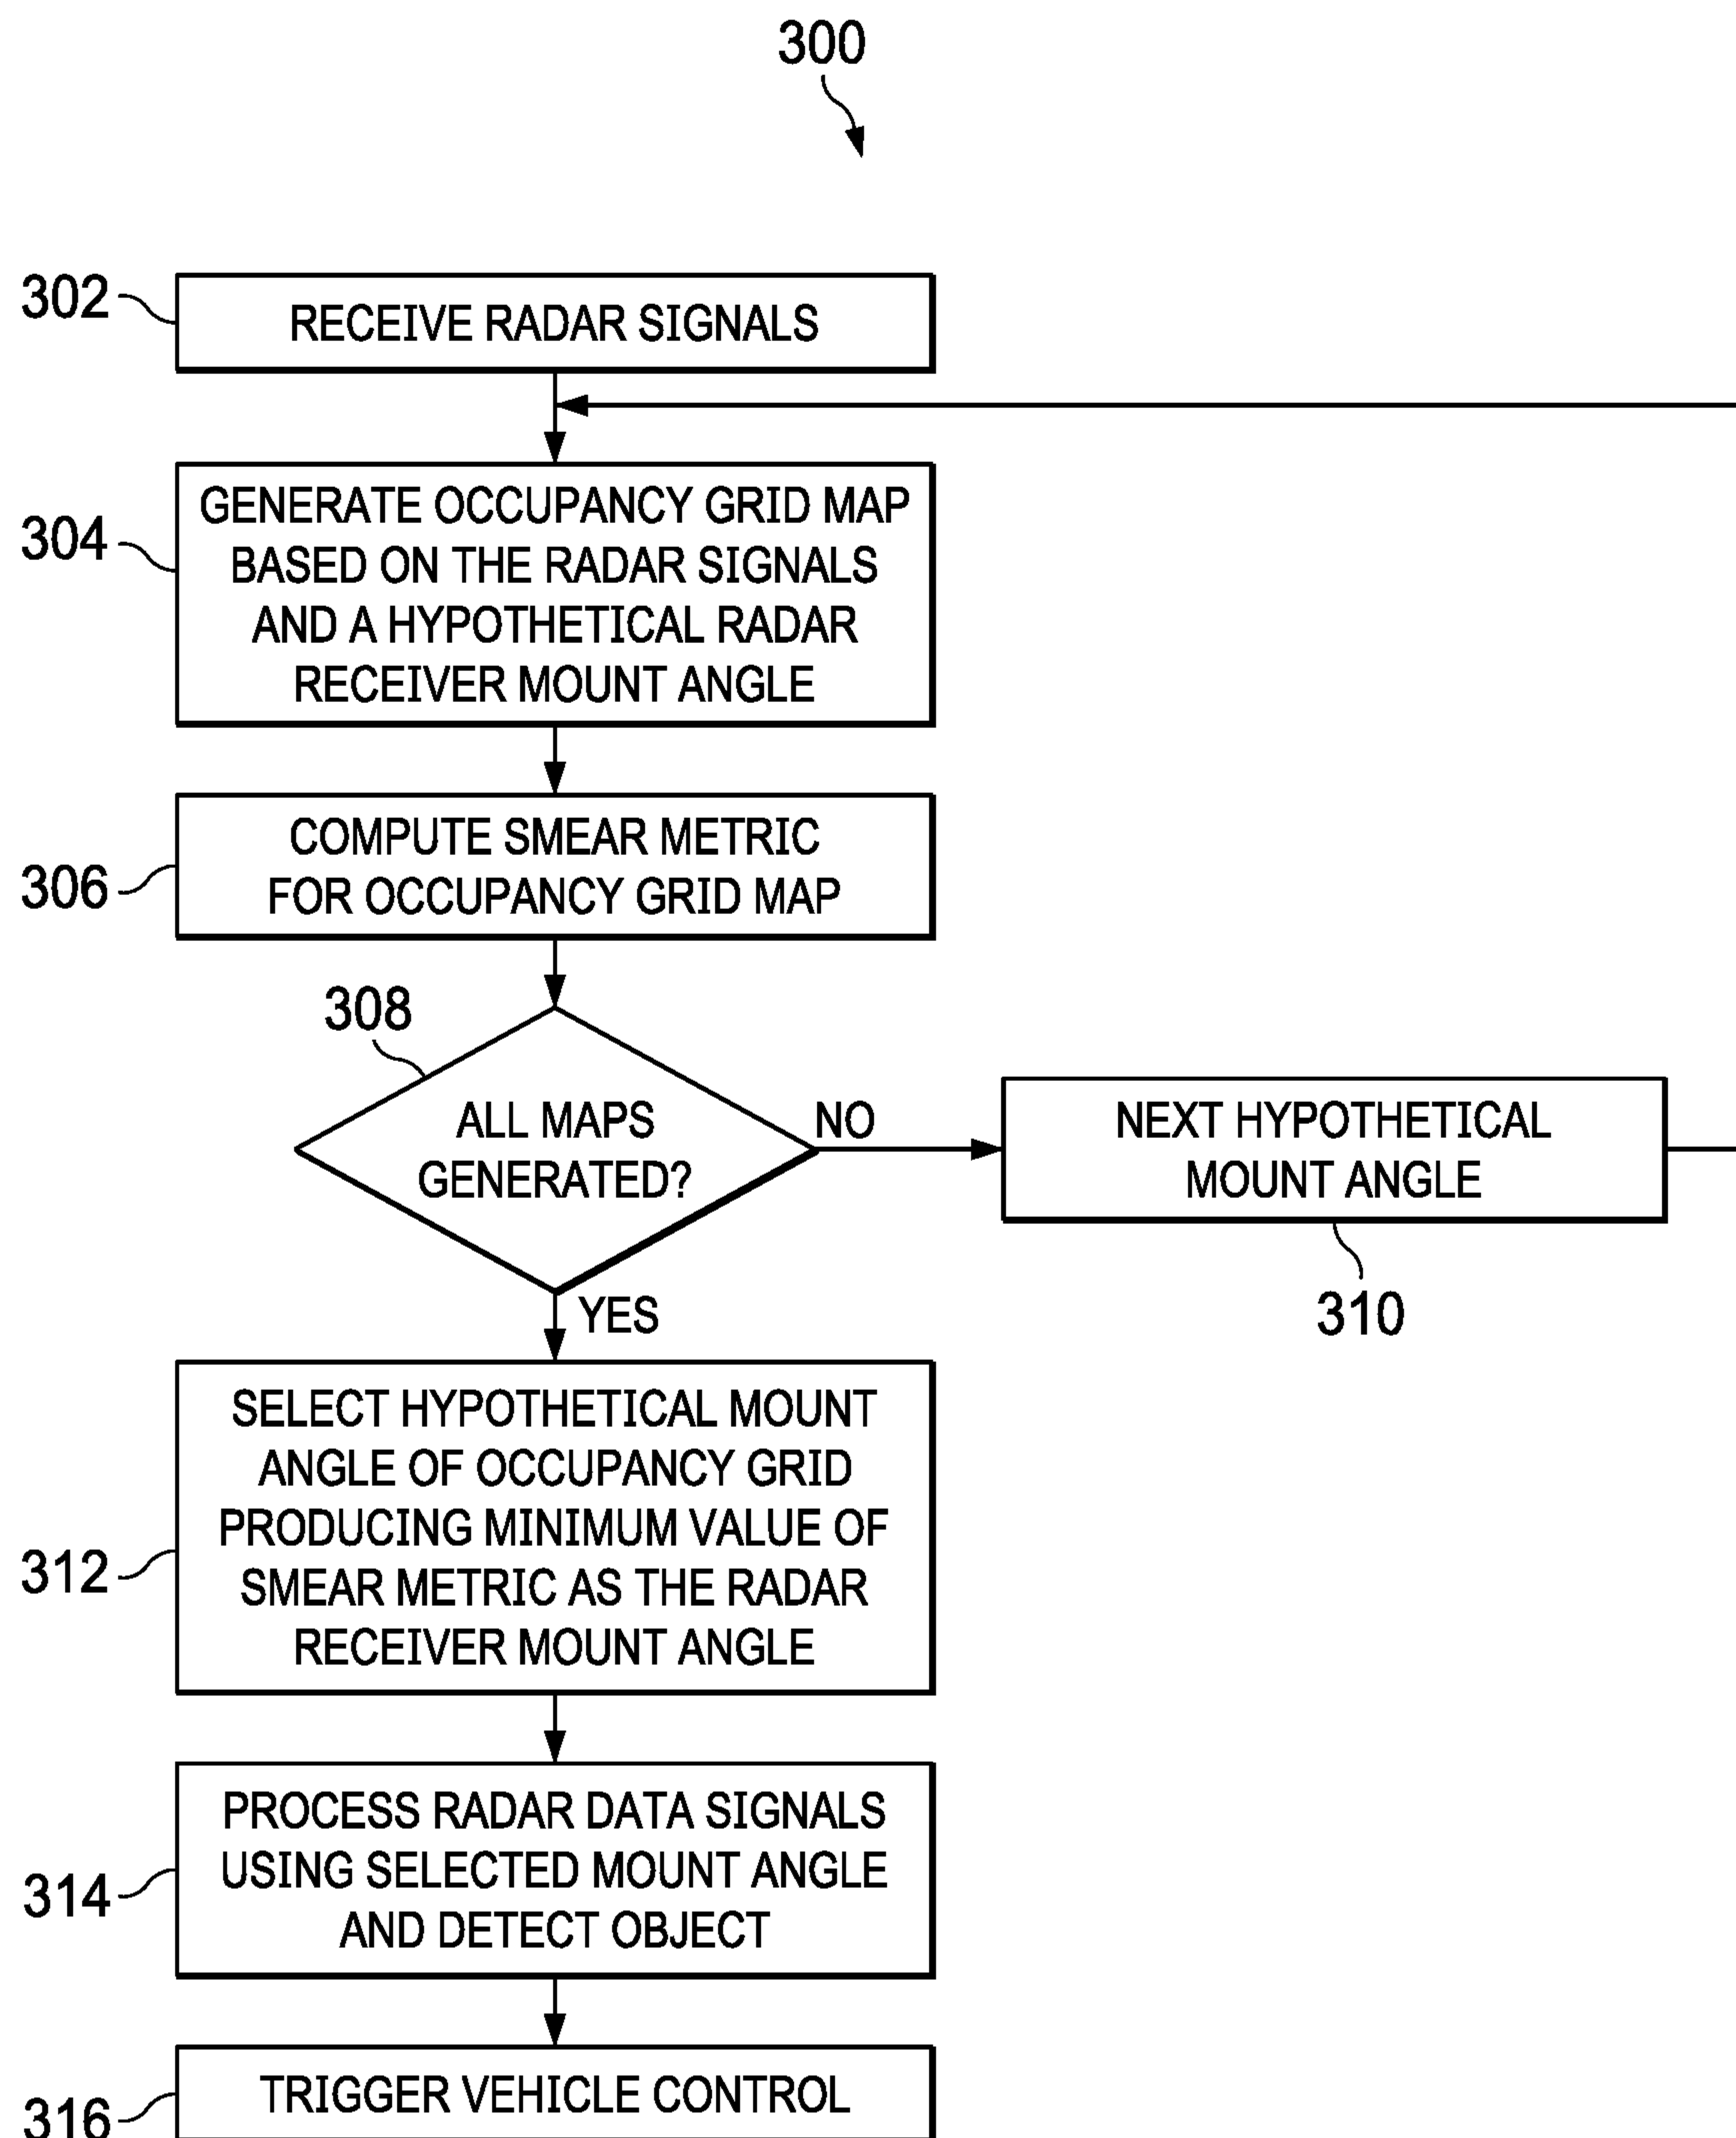 300
302
RECEIVE RADAR SIGNALS
304
GENERATE OCCUPANCY GRID MAP
BASED ON THE RADAR SIGNALS
AND A HYPOTHETICAL RADAR
RECEIVER MOUNT ANGLE
306
COMPUTE SMEAR METRIC
FOR OCCUPANCY GRID MAP
308
ALL MAPS
GENERATED?
NO
NEXT HYPOTHETICAL
MOUNT ANGLE
310
YES
312
SELECT HYPOTHETICAL MOUNT
ANGLE OF OCCUPANCY GRID
PRODUCING MINIMUM VALUE OF
SMEAR METRIC AS THE RADAR
RECEIVER MOUNT ANGLE
314
PROCESS RADAR DATA SIGNALS
USING SELECTED MOUNT ANGLE
AND DETECT OBJECT
316
TRIGGER VEHICLE CONTROL